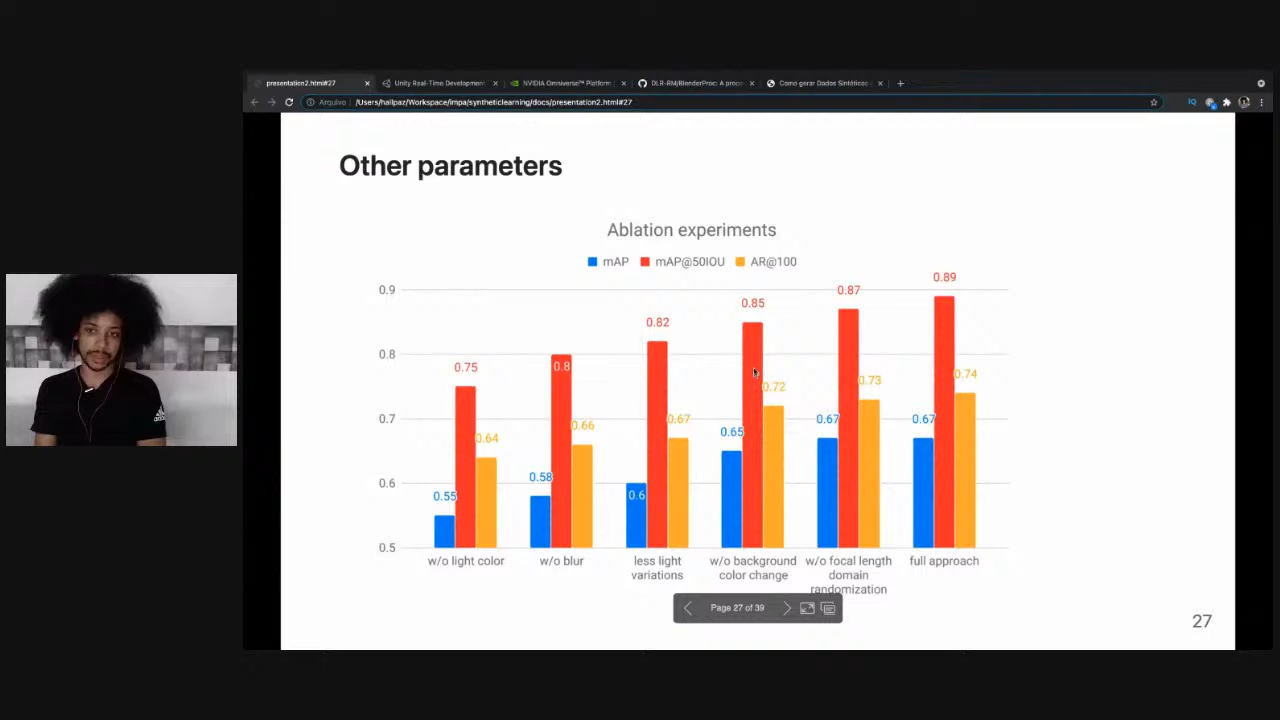 presentation2.html#27
Unity Real-Time Development
NVIDIA Omniverse™ Platform
DLR-RM/BlenderProc: A proce
Como gerar Dados Sintéticos
Arquivo
/Users/hallpaz/Workspace/impa/syntheticlearning/docs/presentation2.html#27
Other parameters
Ablation experiments
mAP mAP@50IOU AR@100
0.9
0.8
0.7
0.6
0.5
0.55 0.75 0.64
0.58 0.8 0.66
0.6 0.82 0.67
0.65 0.85 0.72
0.67 0.87 0.73
0.67 0.89 0.74
w/o light color
w/o blur
less light
variations
w/o background
color change
w/o focal length
domain
randomization
full approach
Page 27 of 39
27
adidas